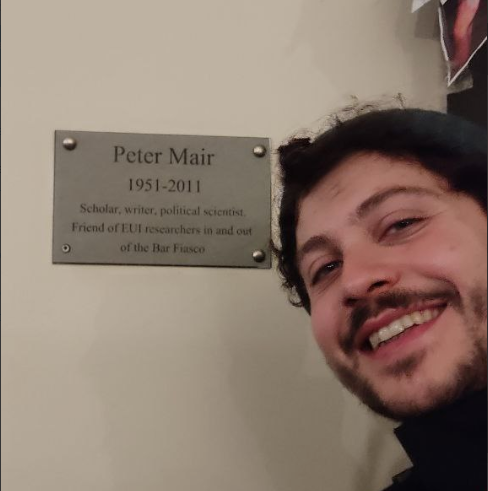 Peter Mair
1951-2011
Scholar, writer, political scientist.
Friend of EUI researchers in and out
of the Bar Fiasco